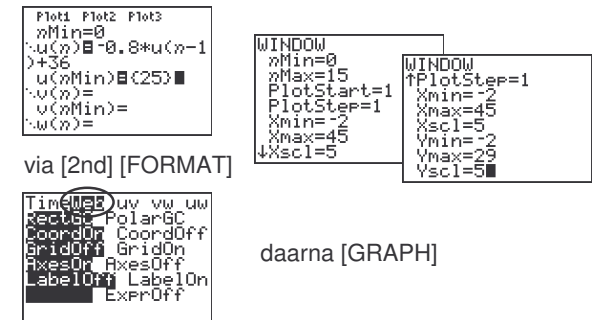 Plot1 Plot2 Plot3
nMin=0
u(n)=-0.8*u(n-1
)+36
u(nMin)={25}
v(n)=
v(nMin)=
w(n)=
WINDOW
nMin=0
nMax=15
PlotStart=1
PlotStep=1
Xmin=-2
Xmax=45
↓Xscl=5
WINDOW
↑PlotStep=1
Xmin=-2
Xmax=45
Xscl=5
Ymin=-2
Ymax=29
Yscl=5
via [2nd] [FORMAT]
Time Web uv vw uw
RectGC PolarGC
CoordOn CoordOff
GridOff GridOn
AxesOn AxesOff
LabelOff LabelOn
ExprOff
daarna [GRAPH]